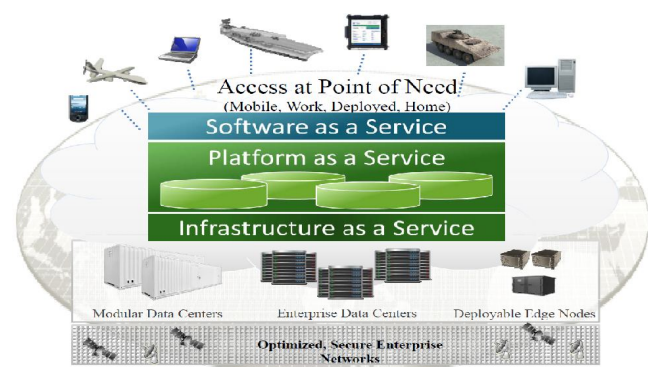 Access at Point of Need
(Mobile, Work, Deployed, Home)
Software as a Service
Platform as a Service
Infrastructure as a Service
Modular Data Centers
Enterprise Data Centers
Deployable Edge Nodes
Optimized, Secure Enterprise
Networks